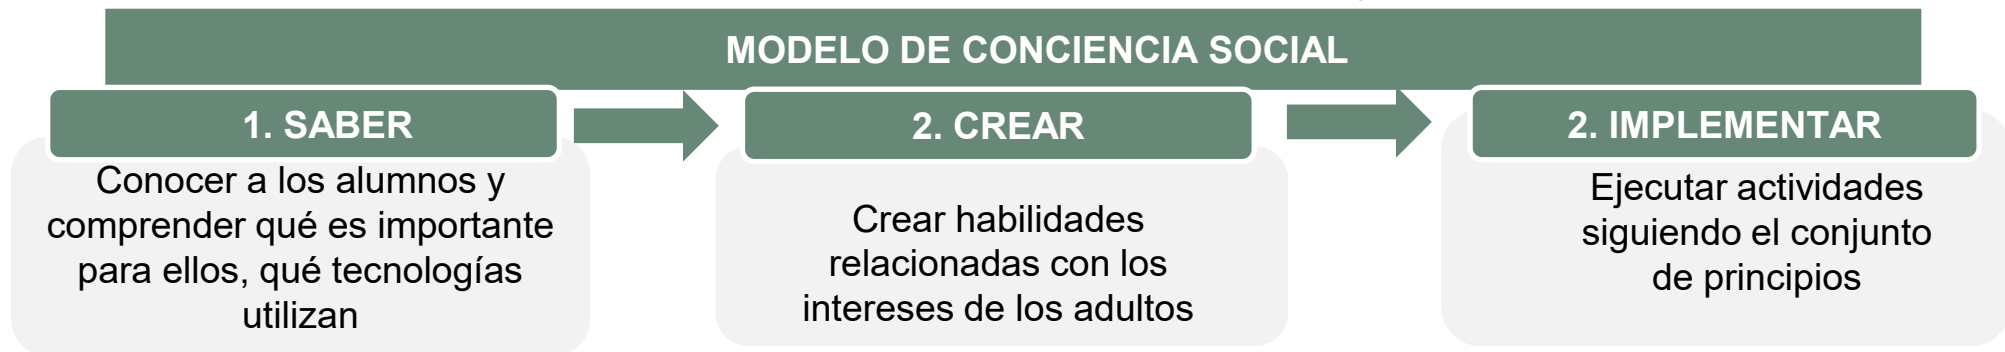 MODELO DE CONCIENCIA SOCIAL
1. SABER
Conocer a los alumnos y
comprender qué es importante
para ellos, qué tecnologías
utilizan
2. CREAR
Crear habilidades
relacionadas con los
intereses de los adultos
2. IMPLEMENTAR
Ejecutar actividades
siguiendo el conjunto
de principios